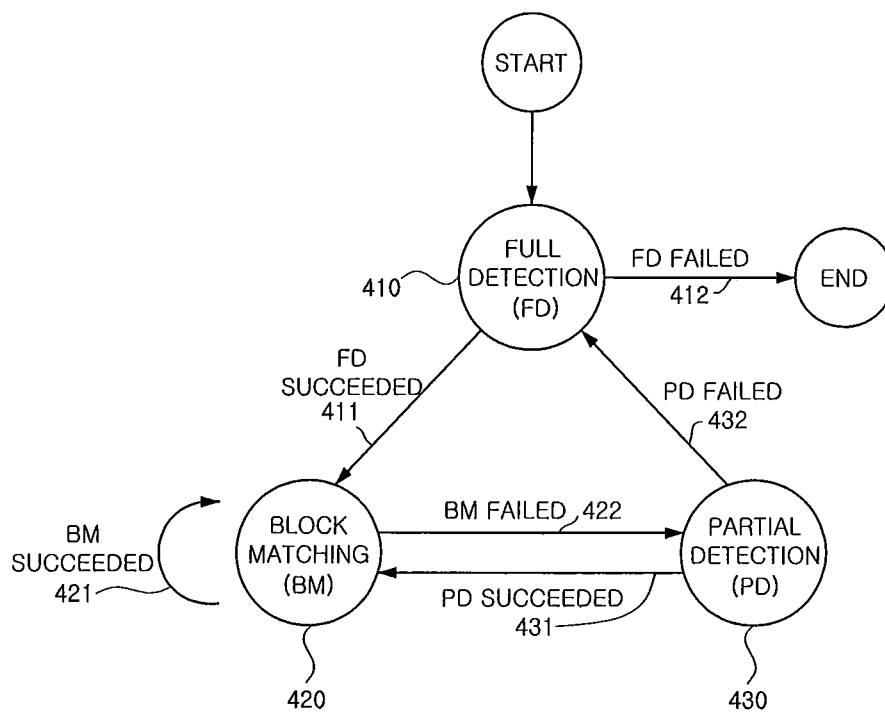 START
FULL
DETECTION
(FD)
410
FD FAILED
412
END
FD
SUCCEEDED
411
PD FAILED
432
BM
SUCCEEDED
421
BLOCK
MATCHING
(BM)
BM FAILED
422
PD SUCCEEDED
431
PARTIAL
DETECTION
(PD)
420
430